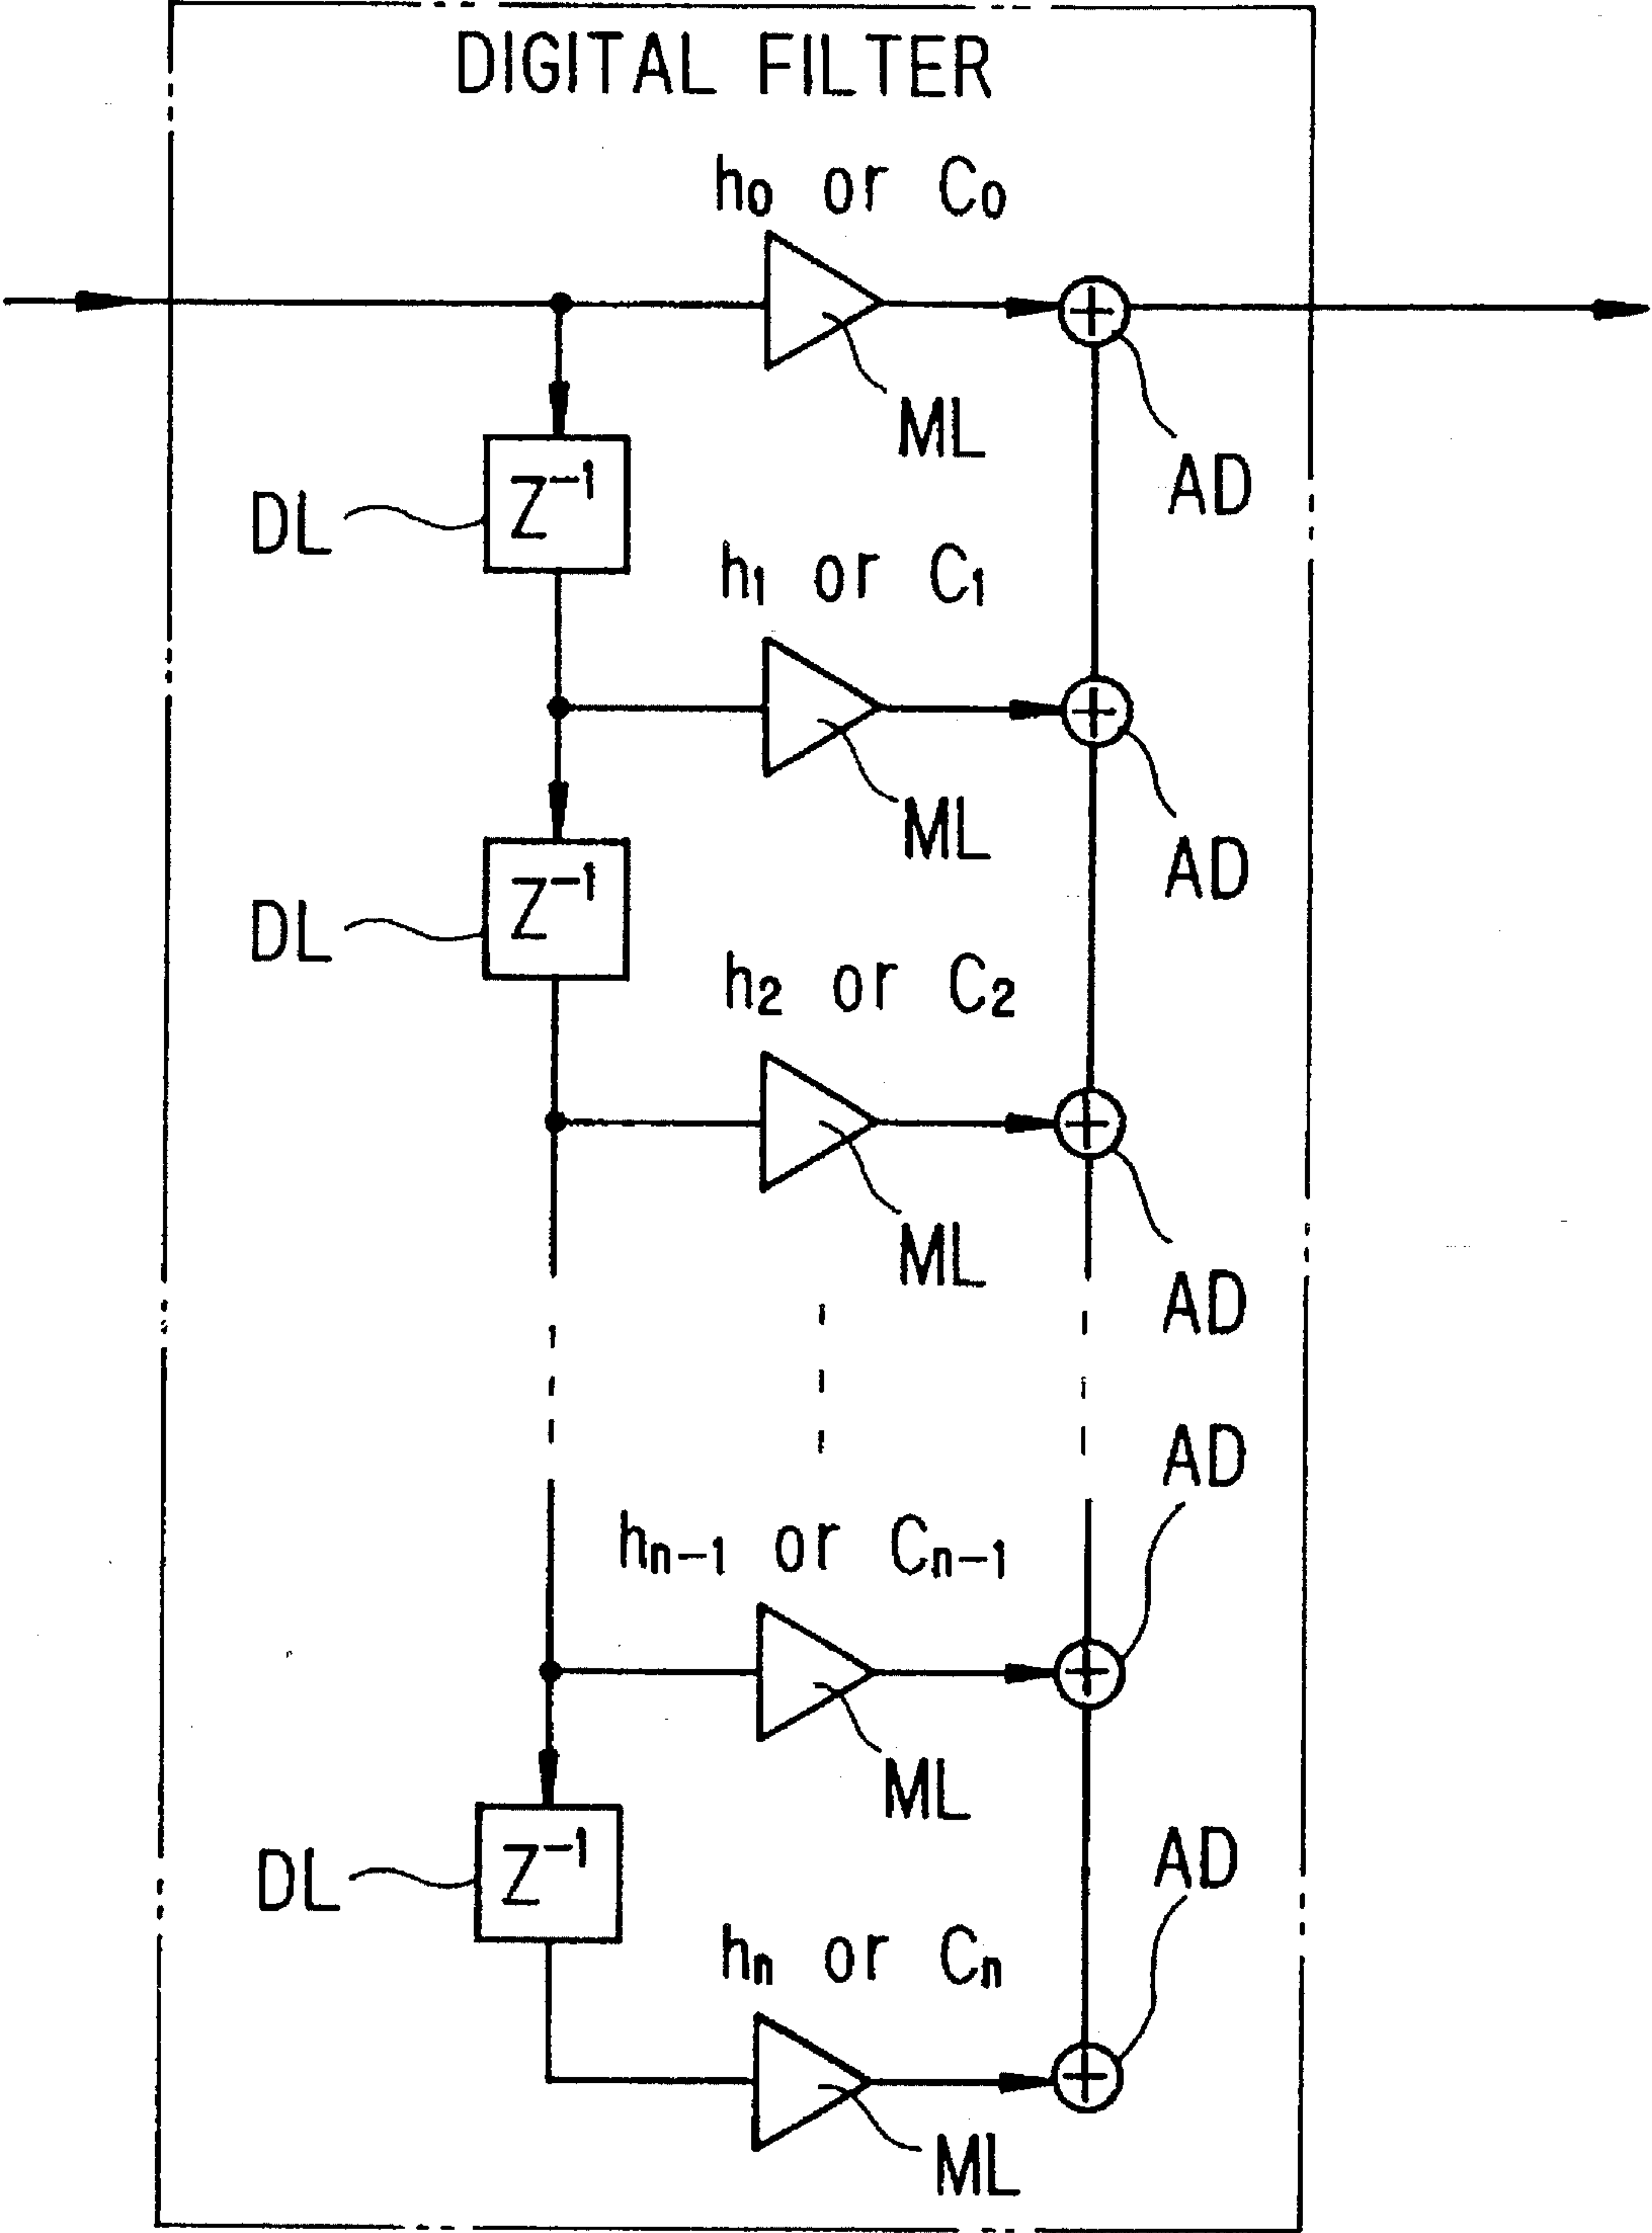 DIGITAL FILTER
h0 or C0
ML
AD
Z-1
DL
h1 or C1
ML
AD
Z-1
DL
h2 or C2
ML
AD
AD
hn-1 or Cn-1
ML
AD
Z-1
DL
hn or Cn
ML